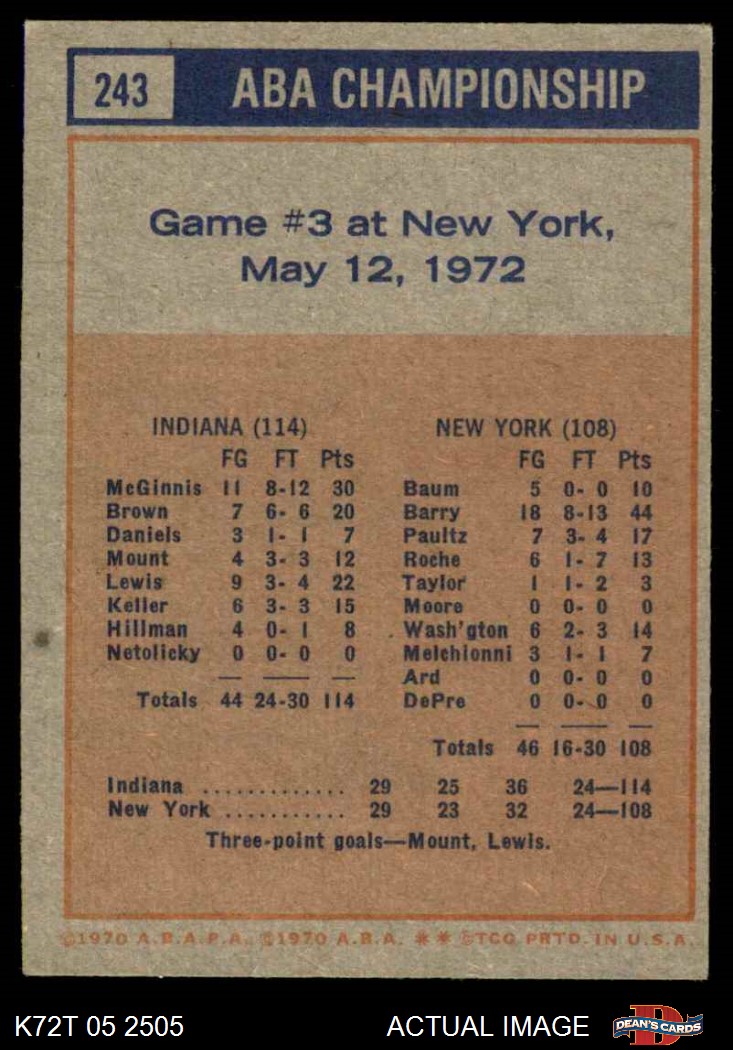 243 ABA CHAMPIONSHIP
Game #3 at New York,
May 12, 1972
INDIANA (114)
FG FT Pts
McGinnis 11 8-12 30
Brown 7 6- 6 20
Daniels 3 1- 1 7
Mount 4 3- 3 12
Lewis 9 3- 4 22
Keller 6 3- 3 15
Hillman 4 0- 1 8
Netolicky 0 0- 0 0
Totals 44 24-30 114
NEW YORK (108)
FG FT Pts
Baum 5 0- 0 10
Barry 18 8-13 44
Paultz 7 3- 4 17
Roche 6 1- 7 13
Taylor 1 1- 2 3
Moore 0 0- 0 0
Wash'gton 6 2- 3 14
Melchionni 3 1- 1 7
Ard 0 0- 0 0
DePre 0 0- 0 0
Totals 46 16-30 108
Indiana ............. 29 25 36 24—114
New York ........... 29 23 32 24—108
Three-point goals—Mount, Lewis.
©1970 A.B.A.P.A. ©1970 A.B.A. ** ©TCG PRTD. IN U.S.A.
K72T 05 2505 ACTUAL IMAGE D DEAN'S CARDS